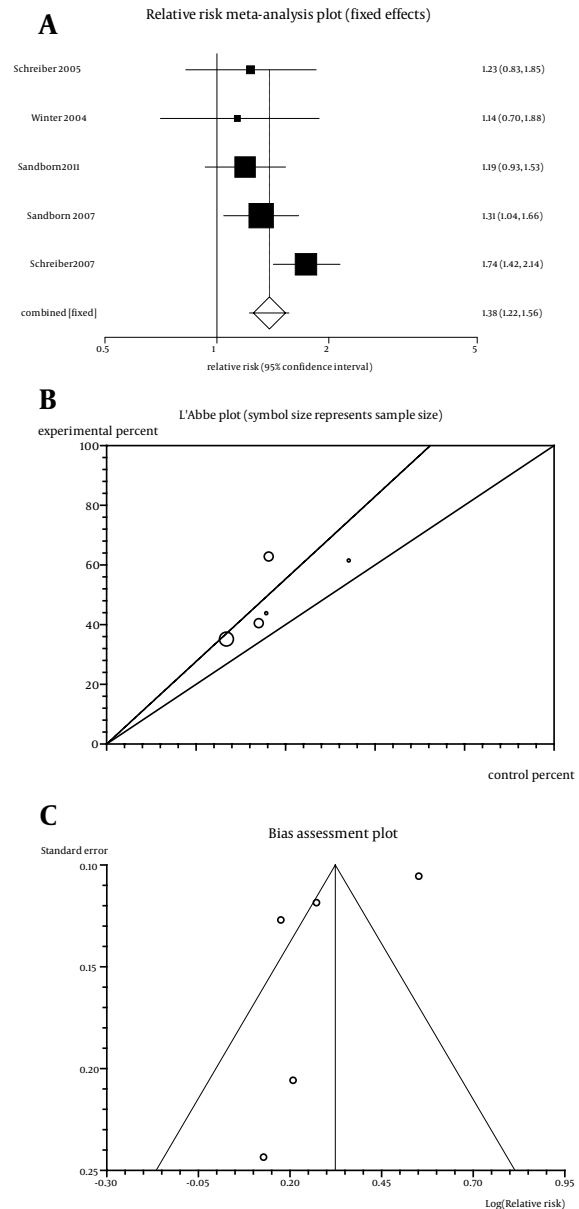 A
Relative risk meta-analysis plot (fixed effects)
Schreiber 2005 1.23 (0.83, 1.85)
Winter 2004 1.14 (0.70, 1.88)
Sandborn2011 1.19 (0.93, 1.53)
Sandborn 2007 1.31 (1.04, 1.66)
Schreiber2007 1.74 (1.42, 2.14)
combined [fixed] 1.38 (1.22, 1.56)
0.5 1 2 5
relative risk (95% confidence interval)
B
L'Abbe plot (symbol size represents sample size)
experimental percent
100
80
60
40
20
0
control percent
C
Bias assessment plot
Standard error
0.10
0.15
0.20
0.25
-0.30 -0.05 0.20 0.45 0.70 0.95
Log(Relative risk)